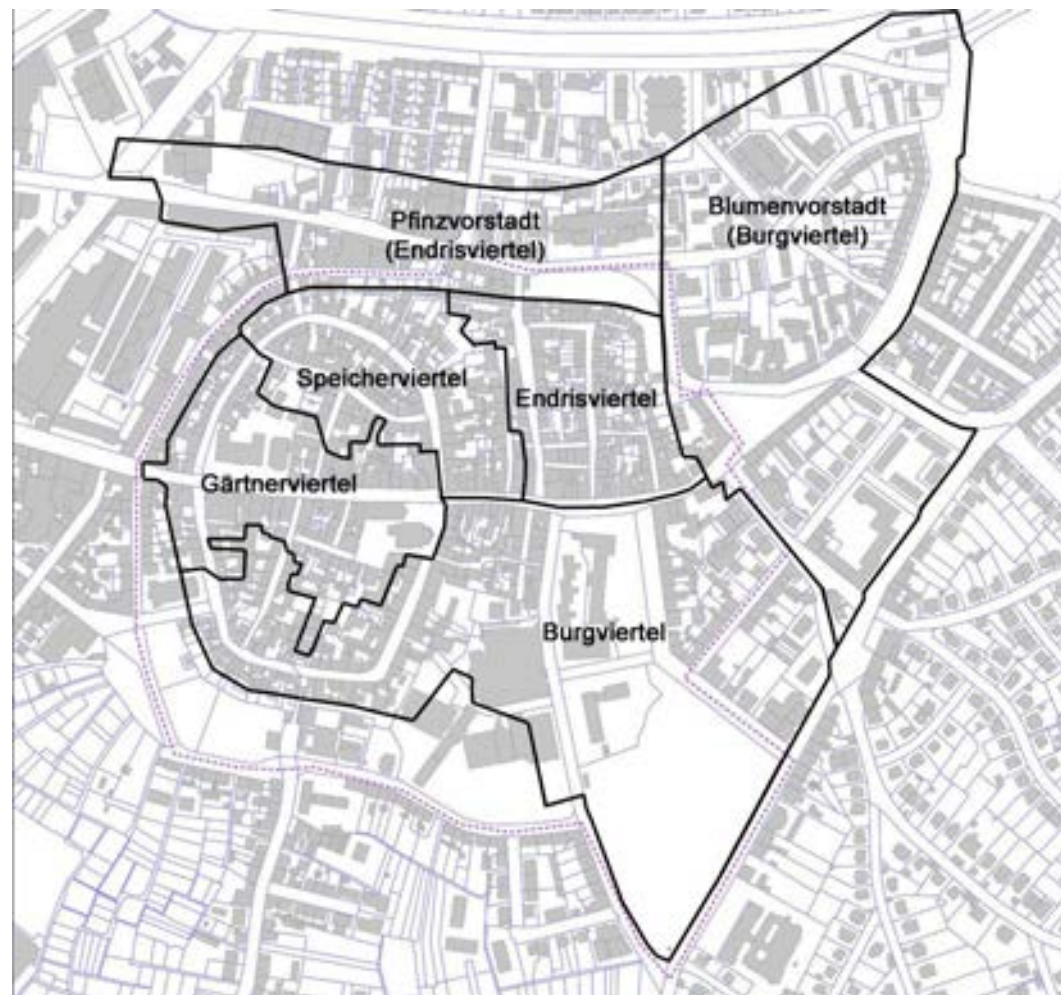 Pfinzvorstadt
(Endrisviertel)
Blumenvorstadt
(Burgviertel)
Speicherviertel
Endrisviertel
Gärtnerviertel
Burgviertel